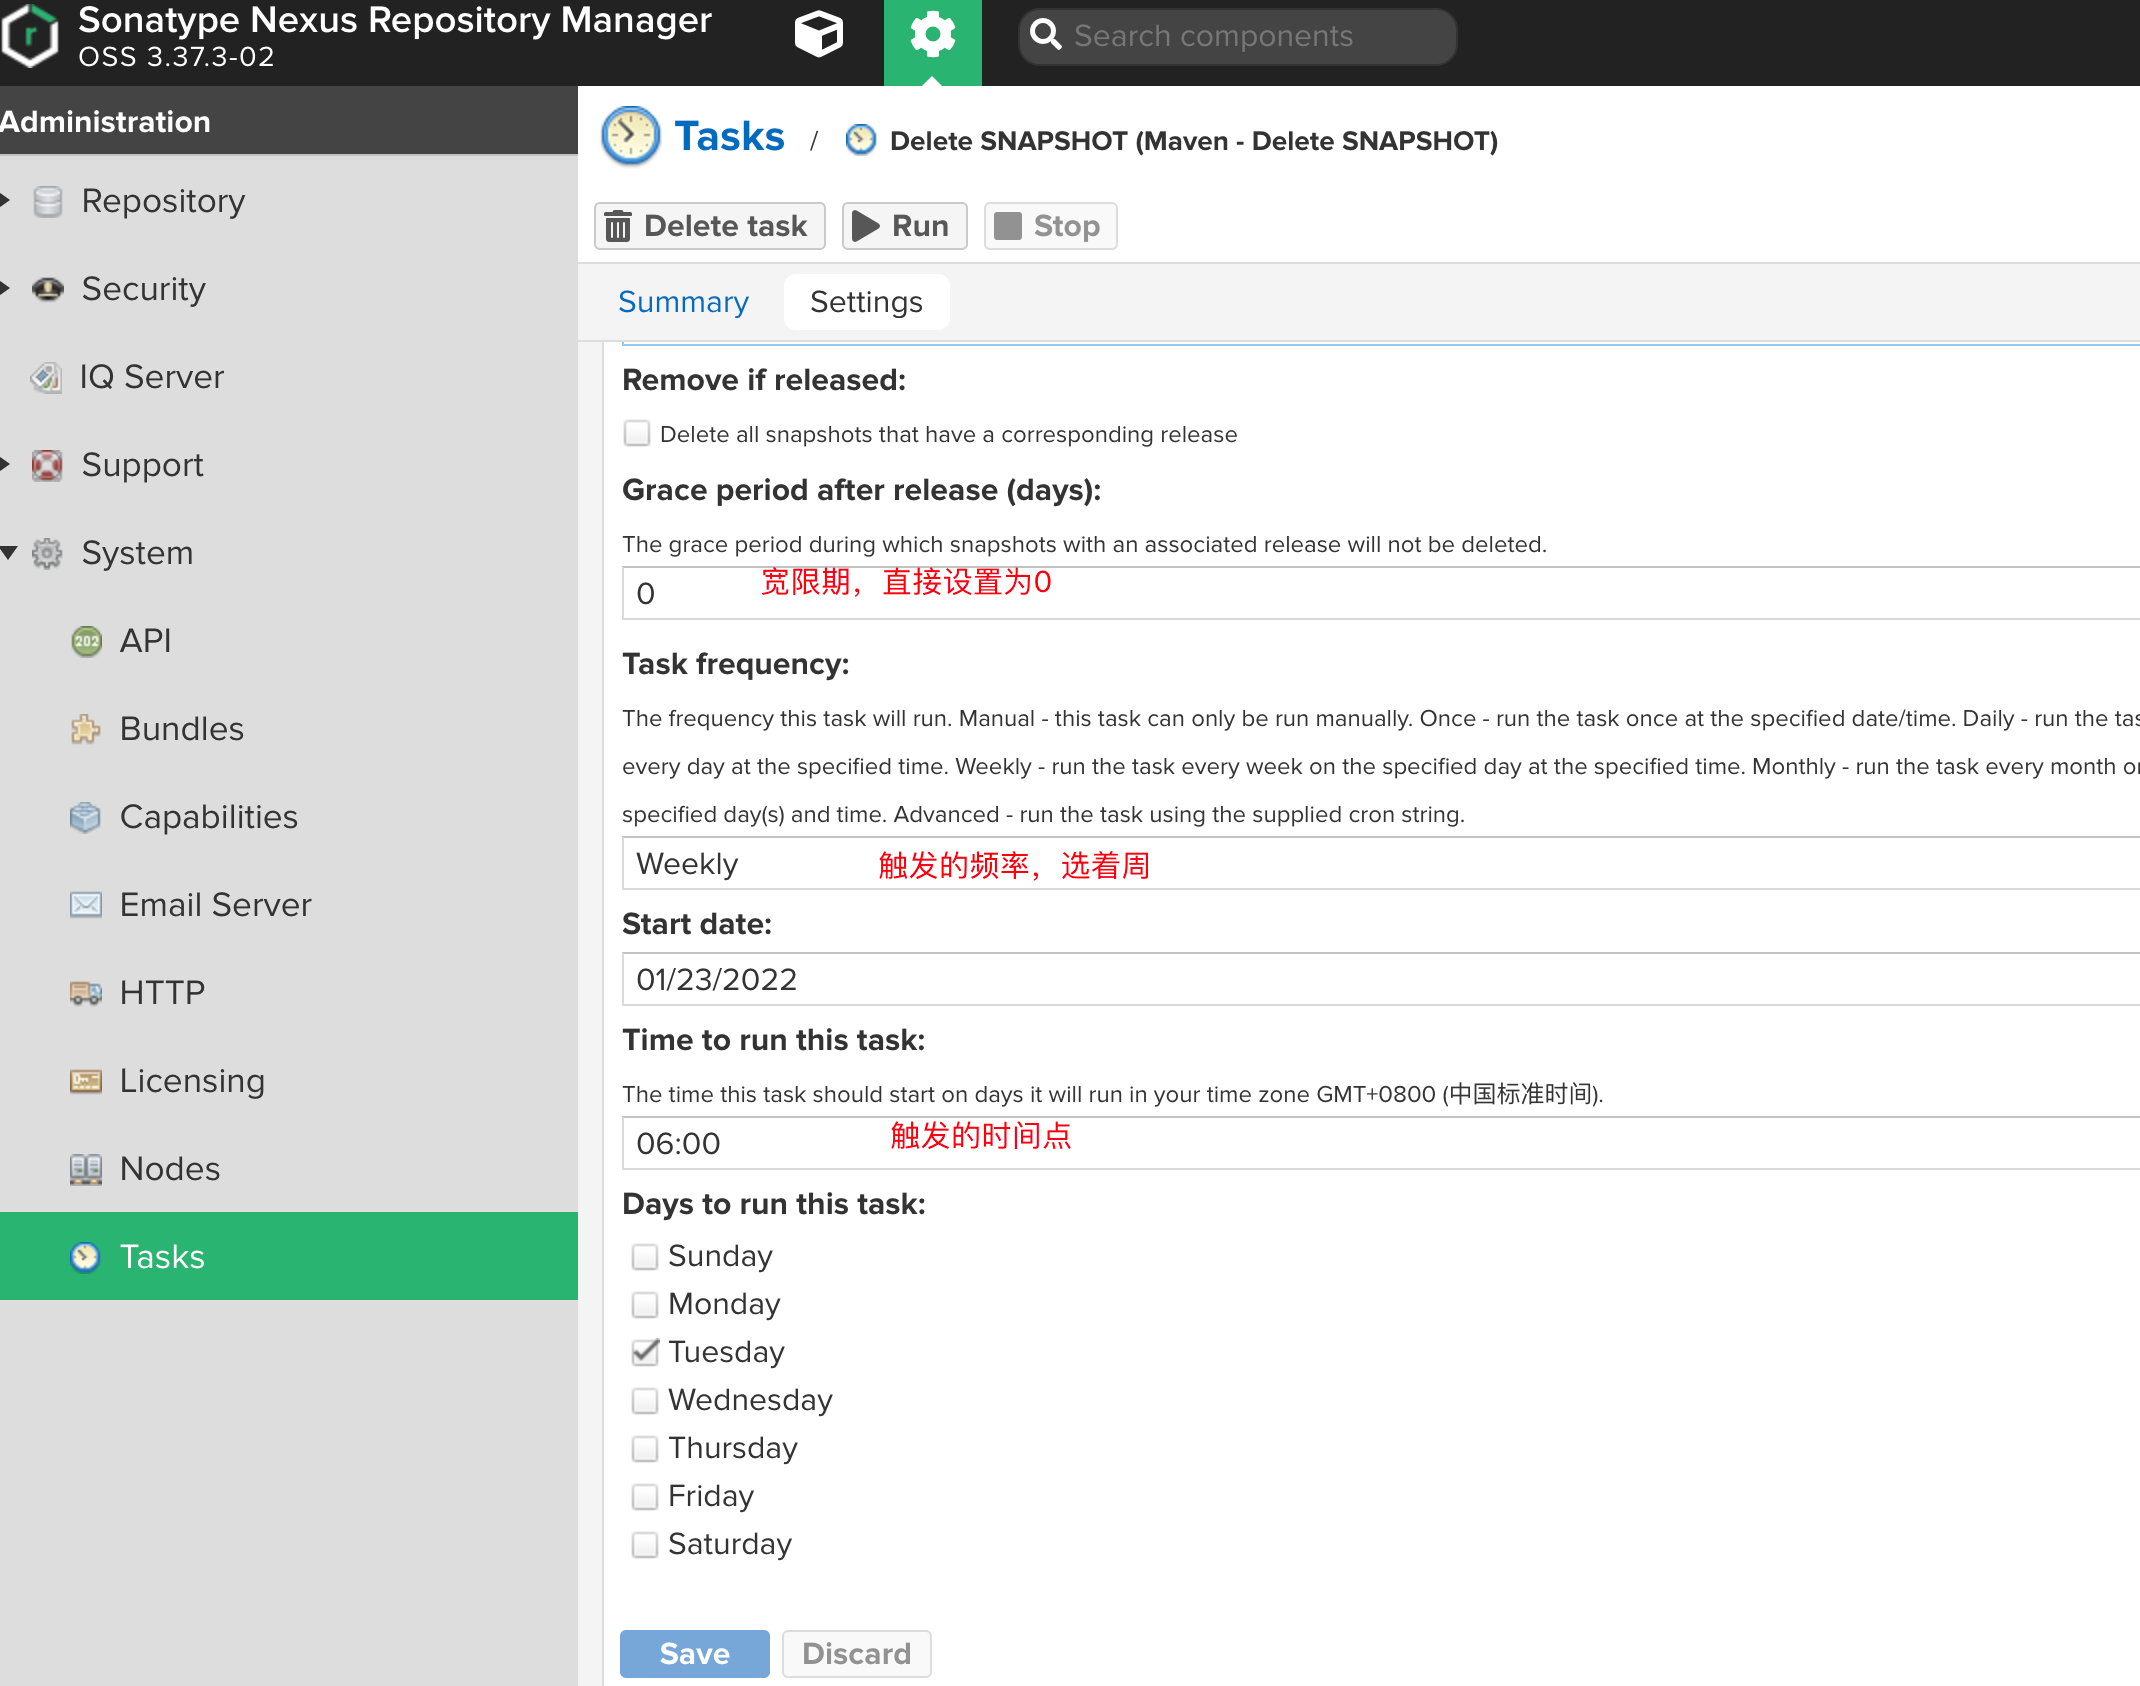 Sonatype Nexus Repository Manager
OSS 3.37.3-02
Search components
Administration
Repository
Security
IQ Server
Support
System
API
202
Bundles
Capabilities
Email Server
HTTP
Licensing
Nodes
Tasks
Tasks / Delete SNAPSHOT (Maven - Delete SNAPSHOT)
Delete task
Run
Stop
Summary
Settings
Remove if released:
Delete all snapshots that have a corresponding release
Grace period after release (days):
The grace period during which snapshots with an associated release will not be deleted.
0
宽限期，直接设置为0
Task frequency:
The frequency this task will run. Manual - this task can only be run manually. Once - run the task once at the specified date/time. Daily - run the tas
every day at the specified time. Weekly - run the task every week on the specified day at the specified time. Monthly - run the task every month o
specified day(s) and time. Advanced - run the task using the supplied cron string.
Weekly
触发的频率，选着周
Start date:
01/23/2022
Time to run this task:
The time this task should start on days it will run in your time zone GMT+0800 (中国标准时间).
06:00
触发的时间点
Days to run this task:
Sunday
Monday
Tuesday
Wednesday
Thursday
Friday
Saturday
Save
Discard